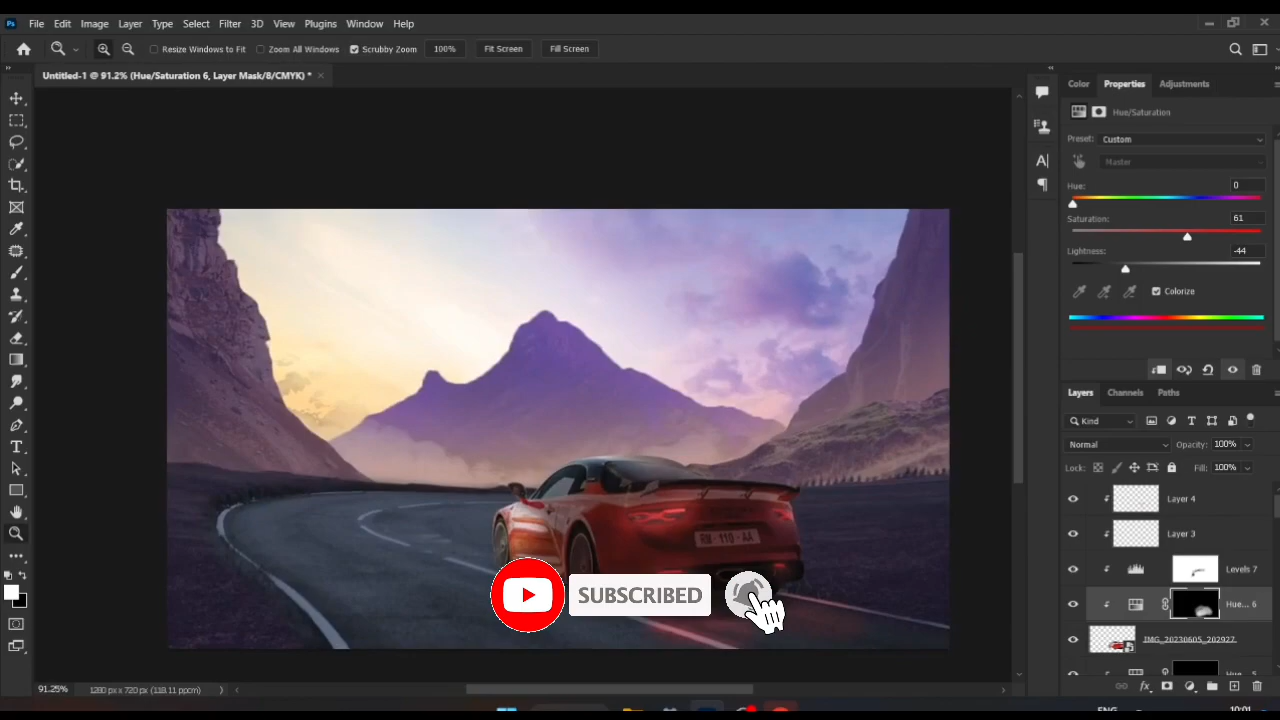 Ps File Edit Image Layer Type Select Filter 3D View Plugins Window Help
Resize Windows to Fit Zoom All Windows Scrubby Zoom 100% Fit Screen Fill Screen
Untitled-1 @ 91.2% (Hue/Saturation 6, Layer Mask/8/CMYK) * ×
Color Properties Adjustments
Hue/Saturation
Preset: Custom
Master
Hue: 0
Saturation: 61
Lightness: -44
Colorize
Layers Channels Paths
Kind
Normal Opacity: 100%
Lock: Fill: 100%
Layer 4
Layer 3
Levels 7
Hue... 6
IMG_20230605_202927
RN-110-AA
SUBSCRIBED
91.25% 1280 px x 720 px (118.11 ppcm)